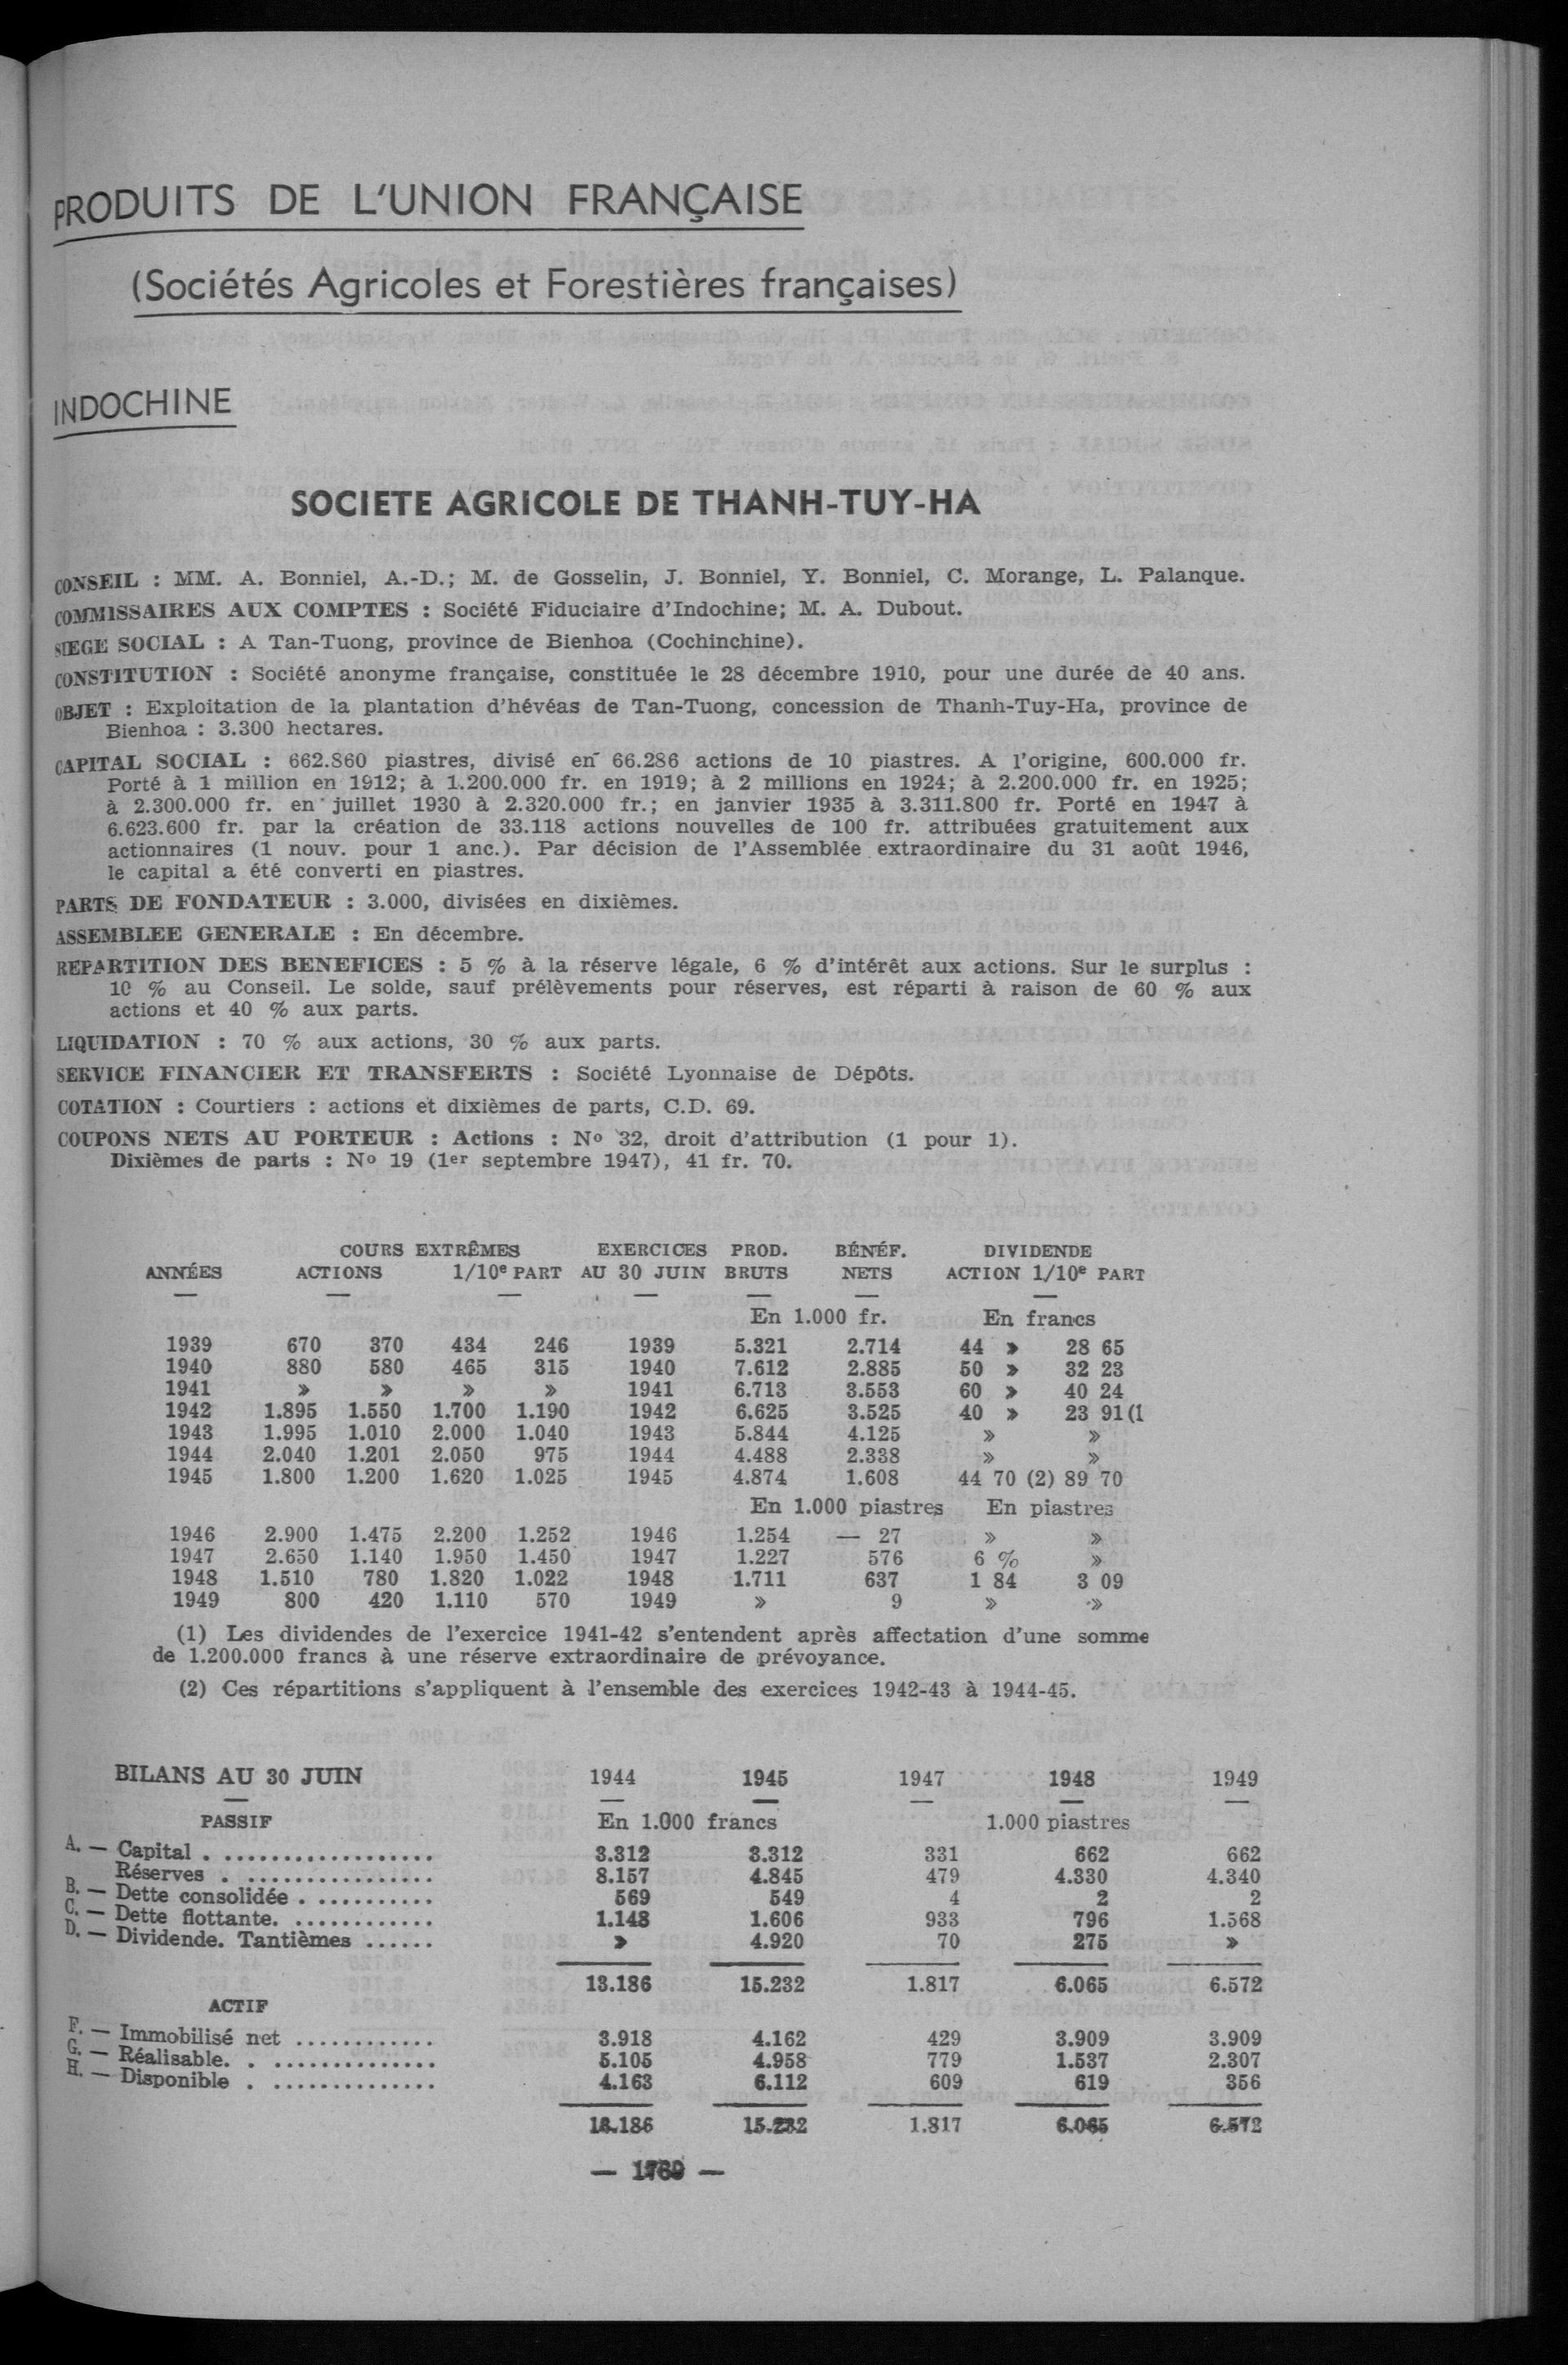 PRODUITS DE L'UNION FRANÇAISE
(Sociétés Agricoles et Forestières françaises)
INDOCHINE
SOCIETE AGRICOLE DE THANH-TUY-HA
CONSEIL : MM. A. Bonniel, A.-D.; M. de Gosselin, J. Bonniel, Y. Bonniel, C. Morange, L. Palanque.
COMMISSAIRES AUX COMPTES : Société Fiduciaire d'Indochine; M. A. Dubout.
SIEGE SOCIAL : A Tan-Tuong, province de Bienhoa (Cochinchine).
CONSTITUTION : Société anonyme française, constituée le 28 décembre 1910, pour une durée de 40 ans.
OBJET : Exploitation de la plantation d'hévéas de Tan-Tuong, concession de Thanh-Tuy-Ha, province de
Bienhoa : 3.300 hectares.
CAPITAL SOCIAL : 662.860 piastres, divisé en 66.286 actions de 10 piastres. A l'origine, 600.000 fr.
Porté à 1 million en 1912; à 1.200.000 fr. en 1919; à 2 millions en 1924; à 2.200.000 fr. en 1925;
à 2.300.000 fr. en juillet 1930 à 2.320.000 fr.; en janvier 1935 à 3.311.800 fr. Porté en 1947 à
6.623.600 fr. par la création de 33.118 actions nouvelles de 100 fr. attribuées gratuitement aux
actionnaires (1 nouv. pour 1 anc.). Par décision de l'Assemblée extraordinaire du 31 août 1946,
le capital a été converti en piastres.
PARTS DE FONDATEUR : 3.000, divisées en dixièmes.
ASSEMBLEE GENERALE : En décembre.
REPARTITION DES BENEFICES : 5 % à la réserve légale, 6 % d'intérêt aux actions. Sur le surplus :
10 % au Conseil. Le solde, sauf prélèvements pour réserves, est réparti à raison de 60 % aux
actions et 40 % aux parts.
LIQUIDATION : 70 % aux actions, 30 % aux parts.
SERVICE FINANCIER ET TRANSFERTS : Société Lyonnaise de Dépôts.
COTATION : Courtiers : actions et dixièmes de parts, C.D. 69.
COUPONS NETS AU PORTEUR : Actions : Nº 32, droit d'attribution (1 pour 1).
Dixièmes de parts : Nº 19 (1er septembre 1947), 41 fr. 70.
COURS EXTRÊMES EXERCICES PROD. BÉNÉF. DIVIDENDE
ANNÉES ACTIONS 1/10e PART AU 30 JUIN BRUTS NETS ACTION 1/10e PART
En 1.000 fr. En francs
1939 670 370 434 246 1939 5.321 2.714 44 » 28 65
1940 880 580 465 315 1940 7.612 2.885 50 » 32 23
1941 » » » » 1941 6.713 3.553 60 » 40 24
1942 1.895 1.550 1.700 1.190 1942 6.625 3.525 40 » 23 91(1
1943 1.995 1.010 2.000 1.040 1943 5.844 4.125 » »
1944 2.040 1.201 2.050 975 1944 4.488 2.338 » »
1945 1.800 1.200 1.620 1.025 1945 4.874 1.608 44 70 (2) 89 70
En 1.000 piastres En piastres
1946 2.900 1.475 2.200 1.252 1946 1.254 — 27 » »
1947 2.650 1.140 1.950 1.450 1947 1.227 576 6 % »
1948 1.510 780 1.820 1.022 1948 1.711 637 1 84 3 09
1949 800 420 1.110 570 1949 » 9 » »
(1) Les dividendes de l'exercice 1941-42 s'entendent après affectation d'une somme
de 1.200.000 francs à une réserve extraordinaire de prévoyance.
(2) Ces répartitions s'appliquent à l'ensemble des exercices 1942-43 à 1944-45.
BILANS AU 30 JUIN 1944 1945 1947 1948 1949
PASSIF En 1.000 francs 1.000 piastres
A. — Capital . .................. 3.312 3.312 331 662 662
Réserves . ................ 8.157 4.845 479 4.330 4.340
B. — Dette consolidée . .......... 569 549 4 2 2
C. — Dette flottante. ............ 1.148 1.606 933 796 1.568
D. — Dividende. Tantièmes ...... » 4.920 70 275 »
13.186 15.232 1.817 6.065 6.572
ACTIF
F. — Immobilisé net ............ 3.918 4.162 429 3.909 3.909
G. — Réalisable. . .............. 5.105 4.958 779 1.537 2.307
H. — Disponible . .............. 4.163 6.112 609 619 356
13.186 15.232 1.817 6.065 6.572